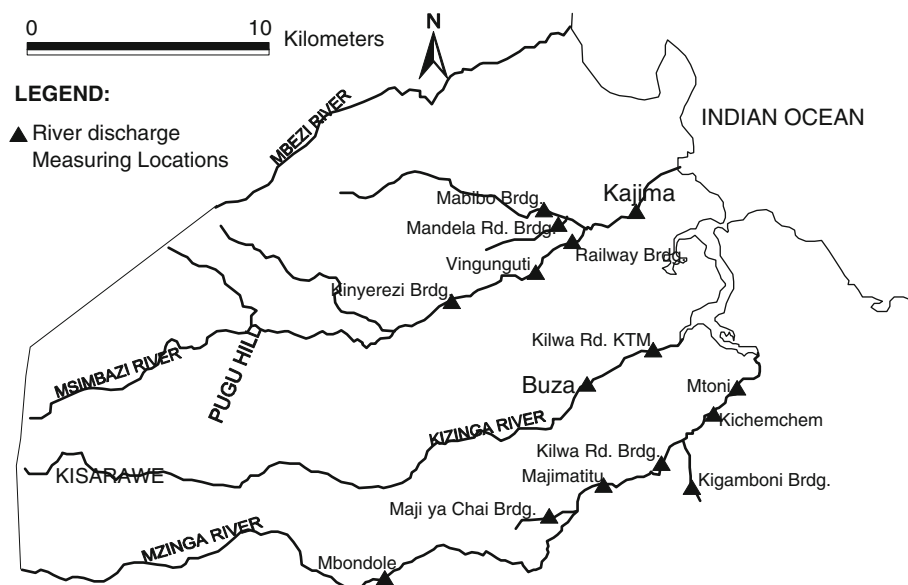 0 10
Kilometers
N
LEGEND:
River discharge
Measuring Locations
MBEZI RIVER
INDIAN OCEAN
Mabibo Brdg.
Kajima
Mandela Rd. Brdg.
Railway Brdg.
Vingunguti
Kinyerezi Brdg.
MSIMBAZI RIVER
PUGU HILL
Kilwa Rd. KTM
Buza
Mtoni
Kichemchem
KIZINGA RIVER
KISARAWE
Kilwa Rd. Brdg.
Majimatitu
Kigamboni Brdg.
Maji ya Chai Brdg.
MZINGA RIVER
Mbondole